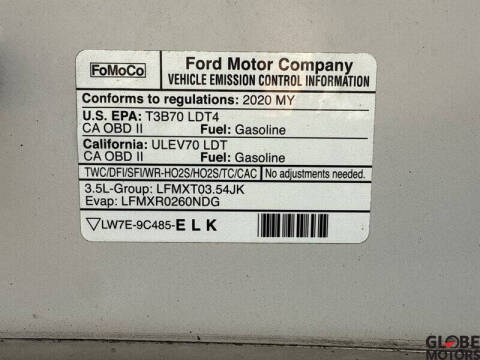 FoMoCo
Ford Motor Company
VEHICLE EMISSION CONTROL INFORMATION
Conforms to regulations: 2020 MY
U.S. EPA: T3B70 LDT4
CA OBD II Fuel: Gasoline
California: ULEV70 LDT
CA OBD II Fuel: Gasoline
TWC/DFI/SFI/WR-HO2S/HO2S/TC/CAC No adjustments needed.
3.5L-Group: LFMXT03.54JK
Evap: LFMXR0260NDG
LW7E-9C485-E L K
GLOBE
MOTORS